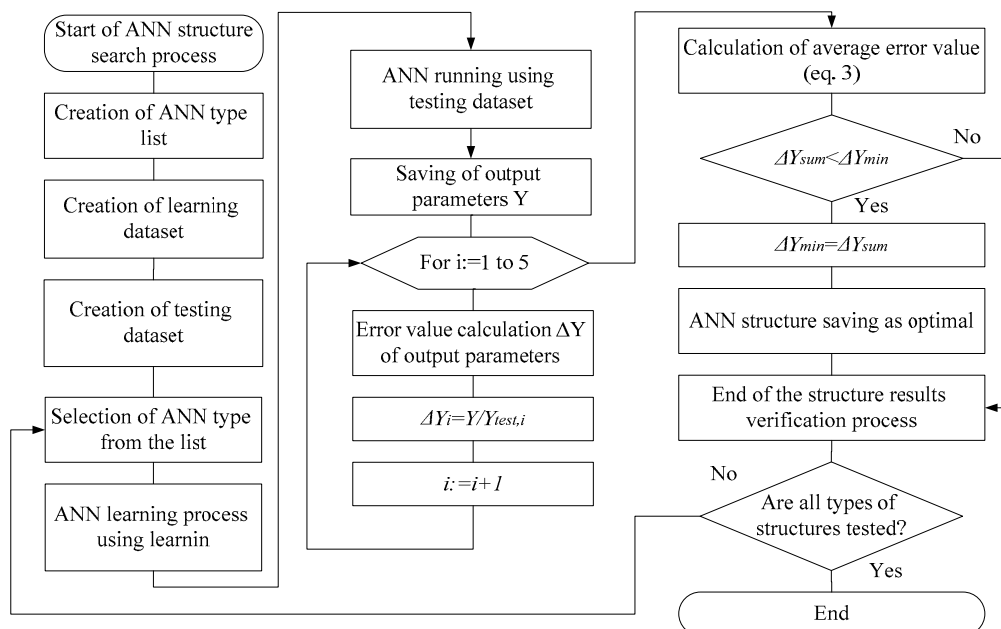 Start of ANN structure
search process
Creation of ANN type
list
Creation of learning
dataset
Creation of testing
dataset
Selection of ANN type
from the list
ANN learning process
using learnin
ANN running using
testing dataset
Saving of output
parameters Y
For i:=1 to 5
Error value calculation ΔY
of output parameters
ΔYi=Y/Ytest,i
i:=i+1
Calculation of average error value
(eq. 3)
ΔYsum<ΔYmin
No
Yes
ΔYmin=ΔYsum
ANN structure saving as optimal
End of the structure results
verification process
No
Are all types of
structures tested?
Yes
End